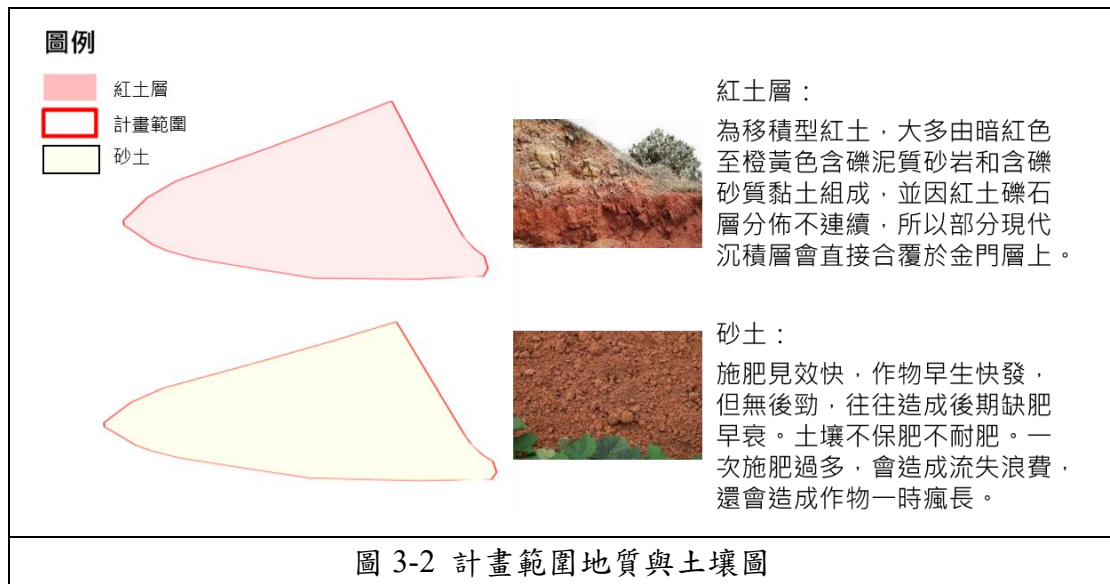 圖例
紅土層
計畫範圍
砂土
紅土層：
為移積型紅土，大多由暗紅色
至橙黃色含礫泥質砂岩和含礫
砂質黏土組成，並因紅土礫石
層分佈不連續，所以部分現代
沉積層會直接合覆於金門層上。
砂土：
施肥見效快，作物早生快發，
但無後勁，往往造成後期缺肥
早衰。土壤不保肥不耐肥。一
次施肥過多，會造成流失浪費，
還會造成作物一時瘋長。
圖 3-2 計畫範圍地質與土壤圖